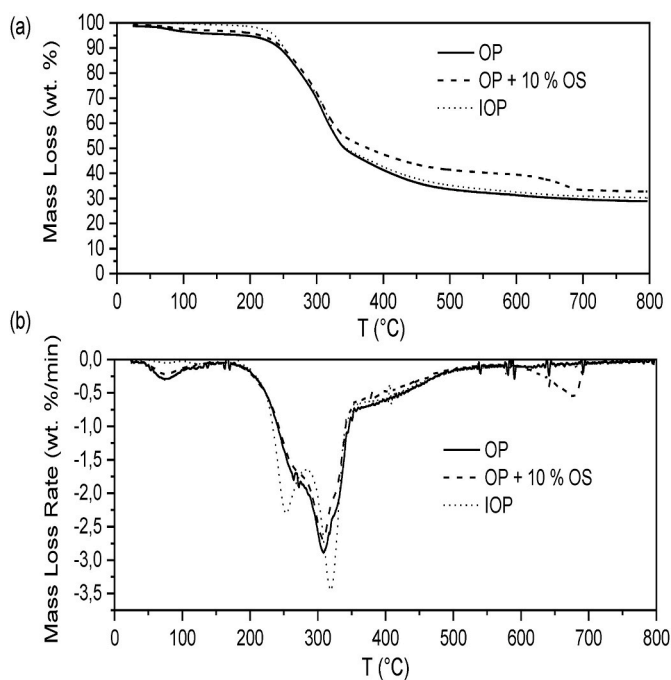 (a)
Mass Loss (wt. %)
100
90
80
70
60
50
40
30
20
10
0
OP
OP + 10 % OS
IOP
0 100 200 300 400 500 600 700 800
T (°C)
(b)
Mass Loss Rate (wt. %/min)
0,0
-0,5
-1,0
-1,5
-2,0
-2,5
-3,0
-3,5
OP
OP + 10 % OS
IOP
0 100 200 300 400 500 600 700 800
T (°C)